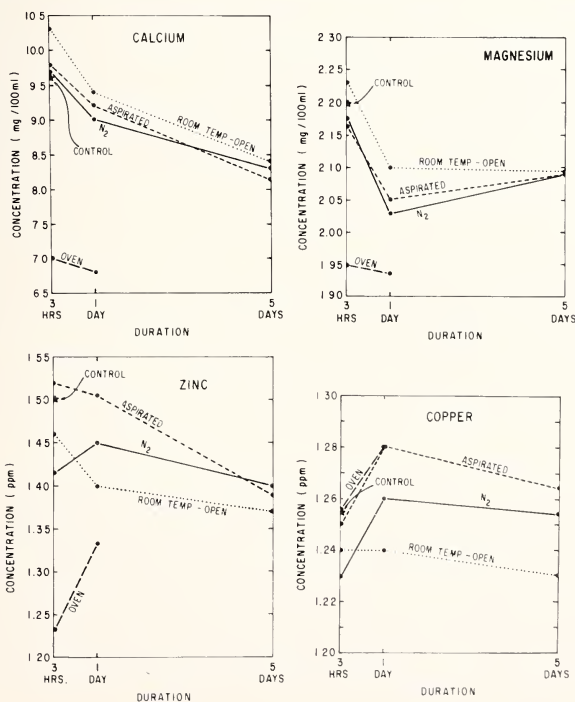 CALCIUM
CONCENTRATION ( mg/100ml)
10.5
10.0
9.5
9.0
8.5
8.0
7.5
7.0
6.5
ROOM TEMP-OPEN
ASPIRATED
N2
CONTROL
OVEN
3 HRS
1 DAY
5 DAYS
DURATION
MAGNESIUM
CONCENTRATION ( mg/100ml)
2.30
2.25
2.20
2.15
2.10
2.05
2.00
1.95
1.90
CONTROL
ROOM TEMP-OPEN
ASPIRATED
N2
OVEN
3 HRS
1 DAY
5 DAYS
DURATION
ZINC
CONCENTRATION ( ppm)
1.55
1.50
1.45
1.40
1.35
1.30
1.25
1.20
CONTROL
ASPIRATED
N2
ROOM TEMP-OPEN
OVEN
3 HRS.
1 DAY
5 DAYS
DURATION
COPPER
CONCENTRATION ( ppm)
1.30
1.28
1.26
1.24
1.22
1.20
OVEN
CONTROL
ASPIRATED
N2
ROOM TEMP-OPEN
3 HRS
1 DAY
5 DAYS
DURATION